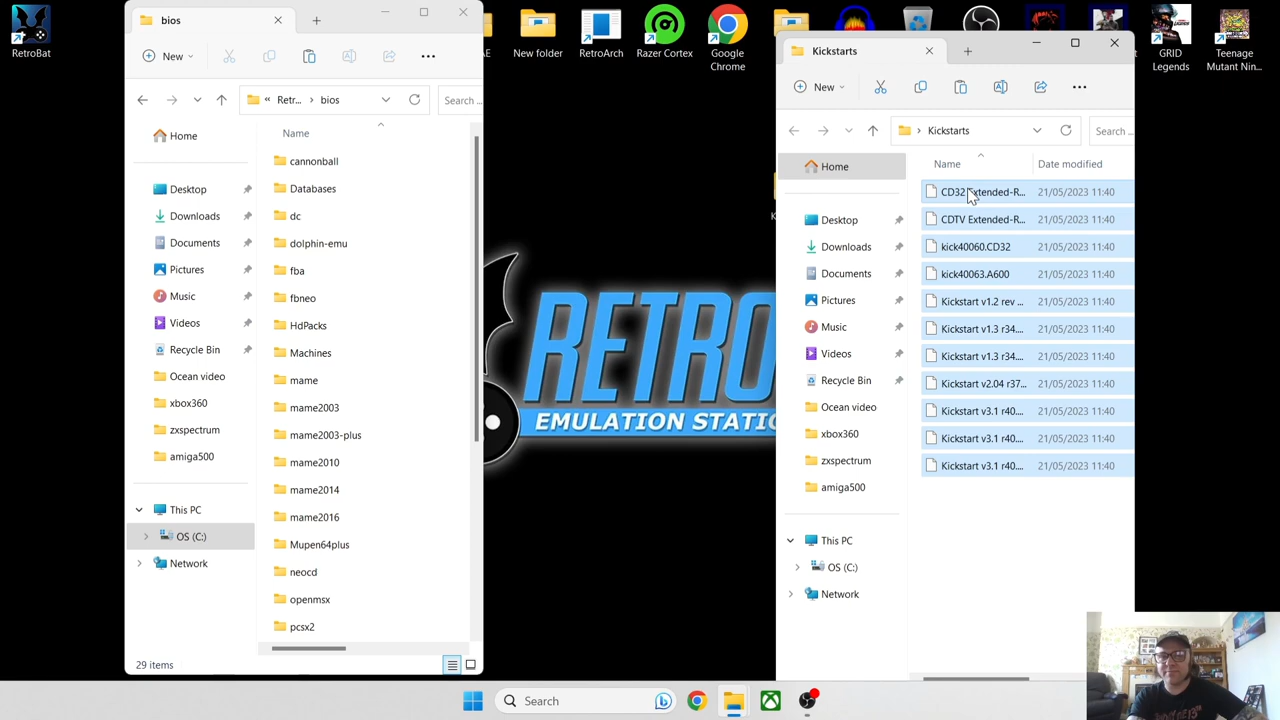 RetroBat
AE
New folder
RetroArch
Razer Cortex
Google
Chrome
GRID
Legends
Teenage
Mutant Nin...
bios
New
Retr...
bios
Search ...
Home
Name
Desktop
Downloads
Documents
Pictures
Music
Videos
Recycle Bin
Ocean video
xbox360
zxspectrum
amiga500
This PC
OS (C:)
Network
cannonball
Databases
dc
dolphin-emu
fba
fbneo
HdPacks
Machines
mame
mame2003
mame2003-plus
mame2010
mame2014
mame2016
Mupen64plus
neocd
openmsx
pcsx2
29 items
RETRO
EMULATION STATI
Kickstarts
New
Kickstarts
Search ...
Home
Name
Date modified
Desktop
Downloads
Documents
Pictures
Music
Videos
Recycle Bin
Ocean video
xbox360
zxspectrum
amiga500
This PC
OS (C:)
Network
CD32 Extended-R... 21/05/2023 11:40
CDTV Extended-R... 21/05/2023 11:40
kick40060.CD32 21/05/2023 11:40
kick40063.A600 21/05/2023 11:40
Kickstart v1.2 rev ... 21/05/2023 11:40
Kickstart v1.3 r34.... 21/05/2023 11:40
Kickstart v1.3 r34.... 21/05/2023 11:40
Kickstart v2.04 r37... 21/05/2023 11:40
Kickstart v3.1 r40.... 21/05/2023 11:40
Kickstart v3.1 r40.... 21/05/2023 11:40
Kickstart v3.1 r40.... 21/05/2023 11:40
Search